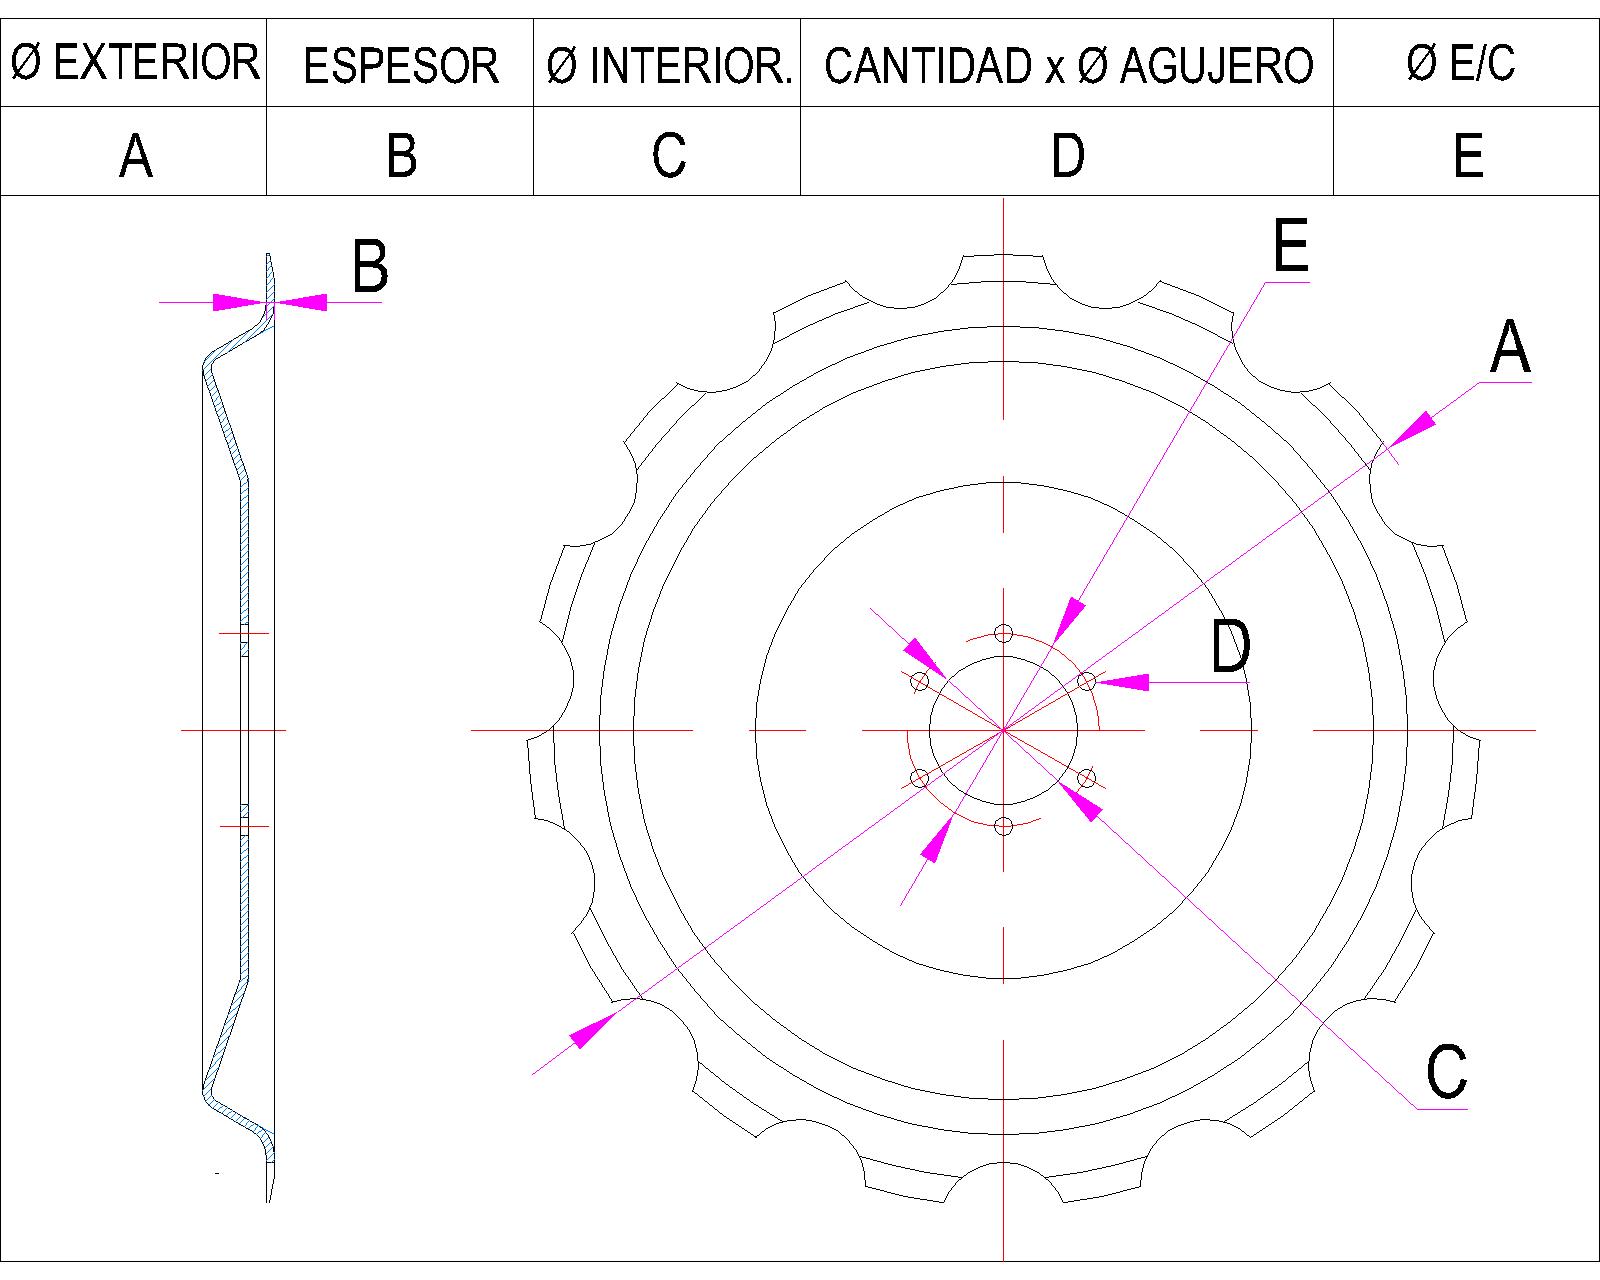 Ø EXTERIOR ESPESOR Ø INTERIOR. CANTIDAD x Ø AGUJERO Ø E/C
A B C D E
B
E
A
D
C